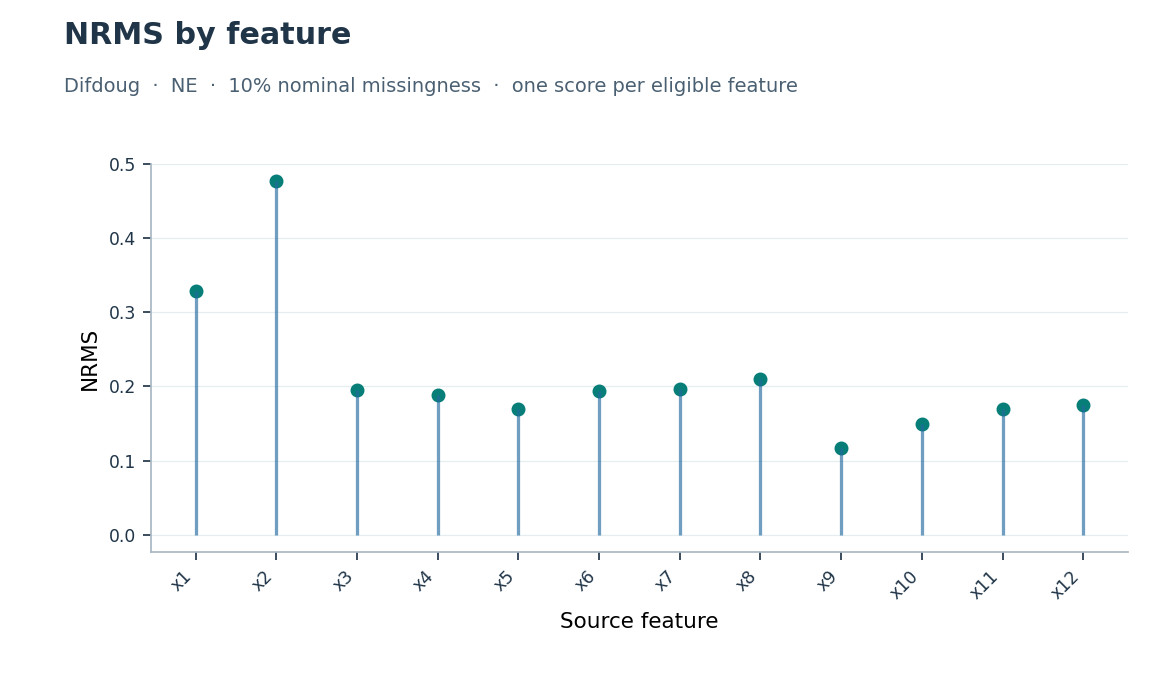 NRMS by feature
Difdoug · NE · 10% nominal missingness · one score per eligible feature
0.5
0.4
0.3
0.2
0.1
0.0
NRMS
x1 x2 x3 x4 x5 x6 x7 x8 x9 x10 x11 x12
Source feature